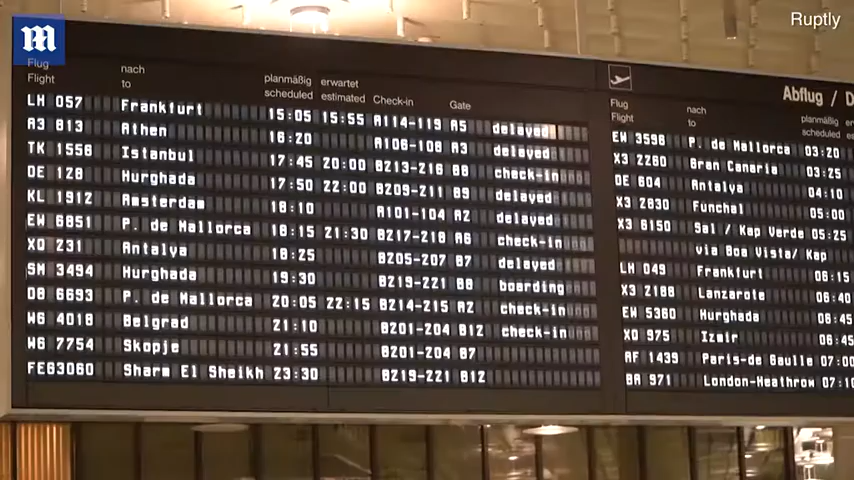 m
Ruptly
Flug
Flight
nach
to
planmäßig
scheduled
erwartet
estimated
Check-in
Gate
LH 057 Frankfurt 15:05 15:55 A114-119 A5 delayed
A3 813 Athen 16:20 A106-108 A3 delayed
TK 1558 Istanbul 17:45 20:00 B213-216 B8 check-in
DE 128 Hurghada 17:50 22:00 B209-211 B9 delayed
KL 1912 Amsterdam 18:10 A101-104 A2 delayed
EW 6851 P. de Mallorca 18:15 21:30 B217-218 A6 check-in
XQ 231 Antalya 18:25 B205-207 B7 delayed
SM 3494 Hurghada 19:30 B219-221 B8 boarding
DB 6693 P. de Mallorca 20:05 22:15 B214-215 A2 check-in
W6 4018 Belgrad 21:10 B201-204 B12 check-in
W6 7754 Skopje 21:55 B201-204 B7
FEG3060 Sharm El Sheikh 23:30 B219-221 B12
Abflug / D
Flug
Flight
nach
to
planmäßig
scheduled
EW 3598 P. de Mallorca 03:20
X3 2260 Gran Canaria 03:25
DE 604 Antalya 04:10
X3 2830 Funchal 05:00
X3 6150 Sal / Kap Verde 05:25
via Boa Vista/ Kap
LH 049 Frankfurt 06:15
X3 2188 Lanzarote 06:40
EW 5360 Hurghada 06:45
XQ 975 Izmir 06:45
AF 1439 Paris-de Gaulle 07:00
BA 971 London-Heathrow 07:10